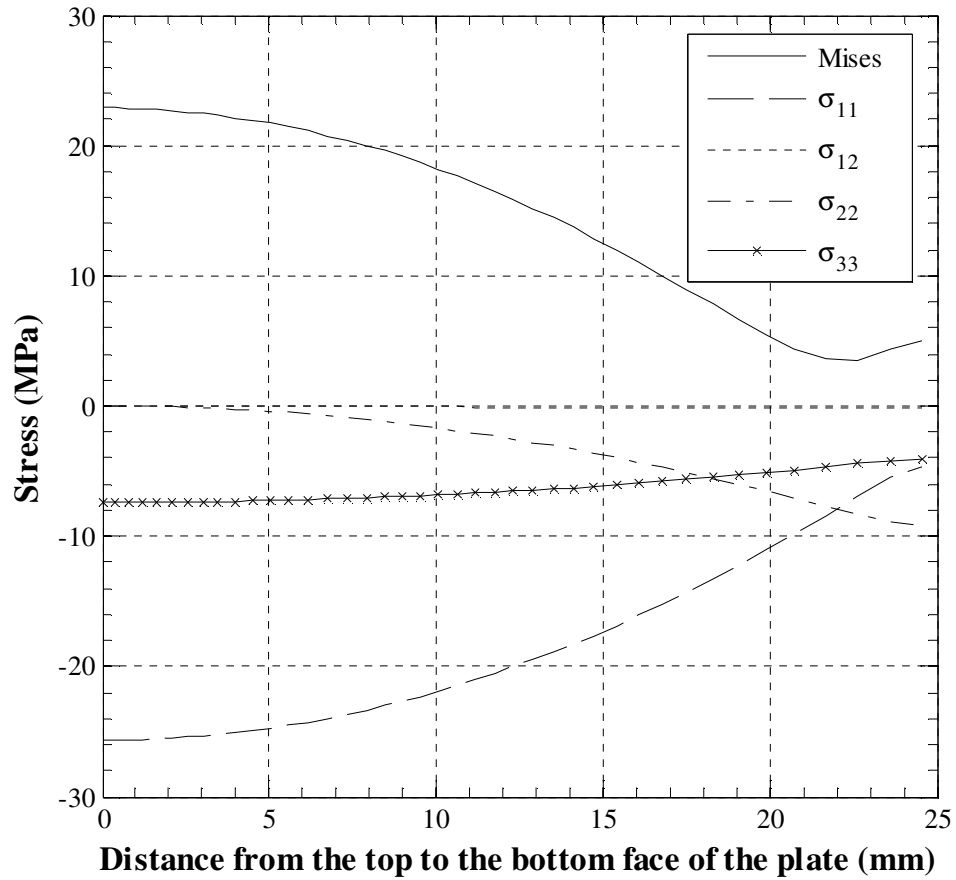 30
20
10
0
-10
-20
-30
Stress (MPa)
Mises
σ11
σ12
σ22
σ33
0
5
10
15
20
25
Distance from the top to the bottom face of the plate (mm)